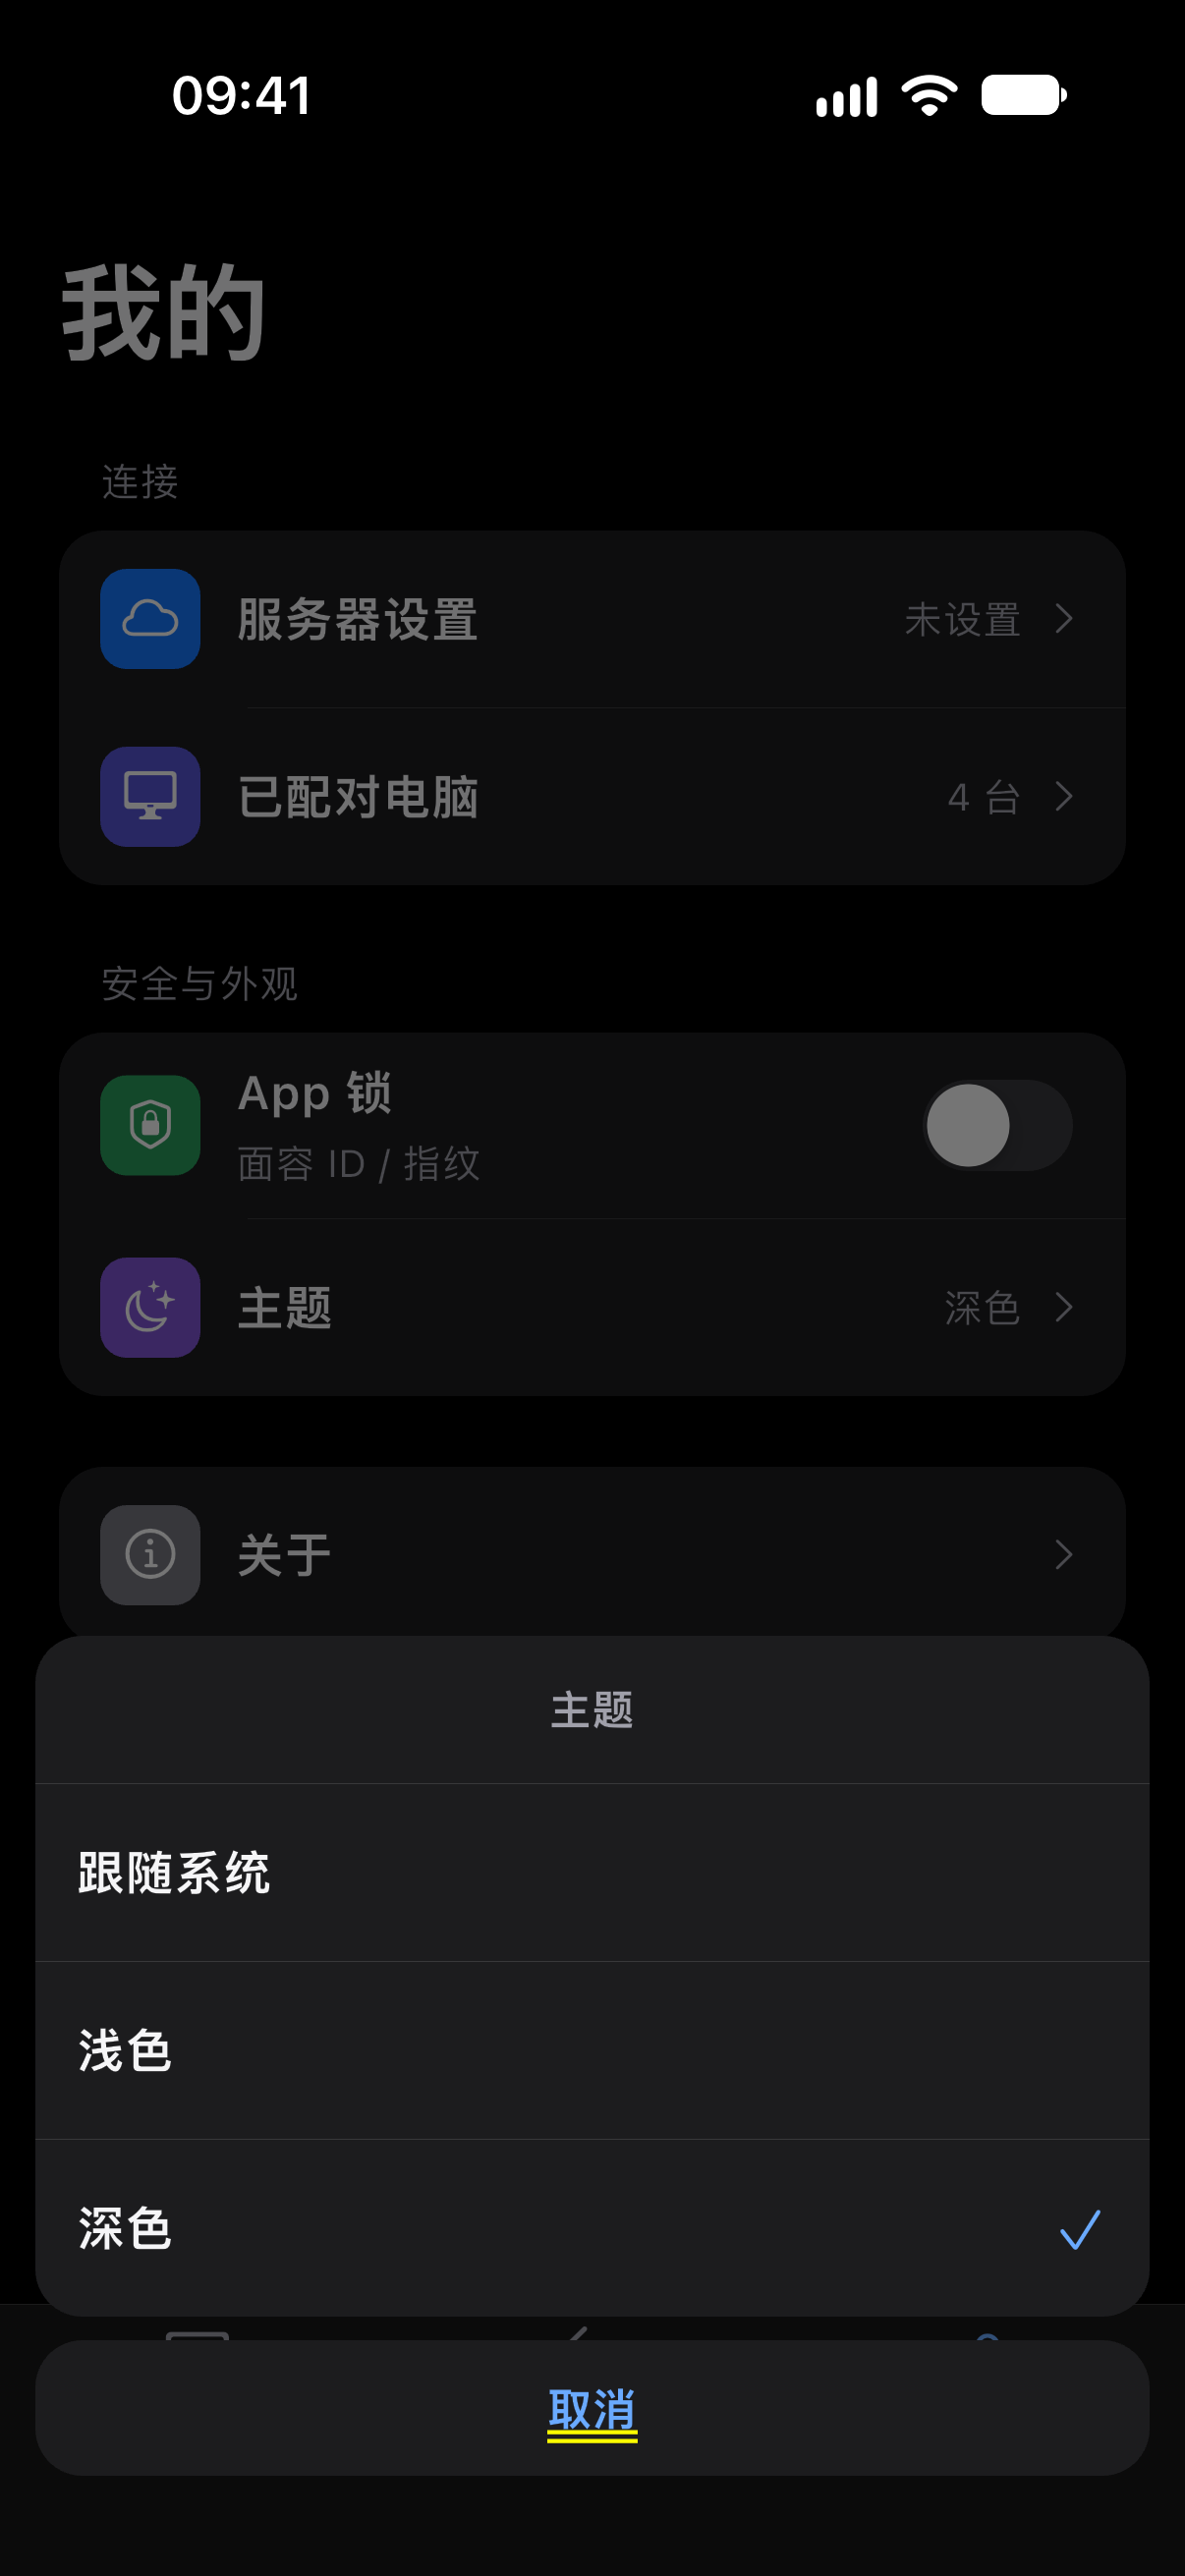 09:41
我的
连接
服务器设置
未设置
已配对电脑
4 台
安全与外观
App 锁
面容 ID / 指纹
主题
深色
关于
主题
跟随系统
浅色
深色
取消